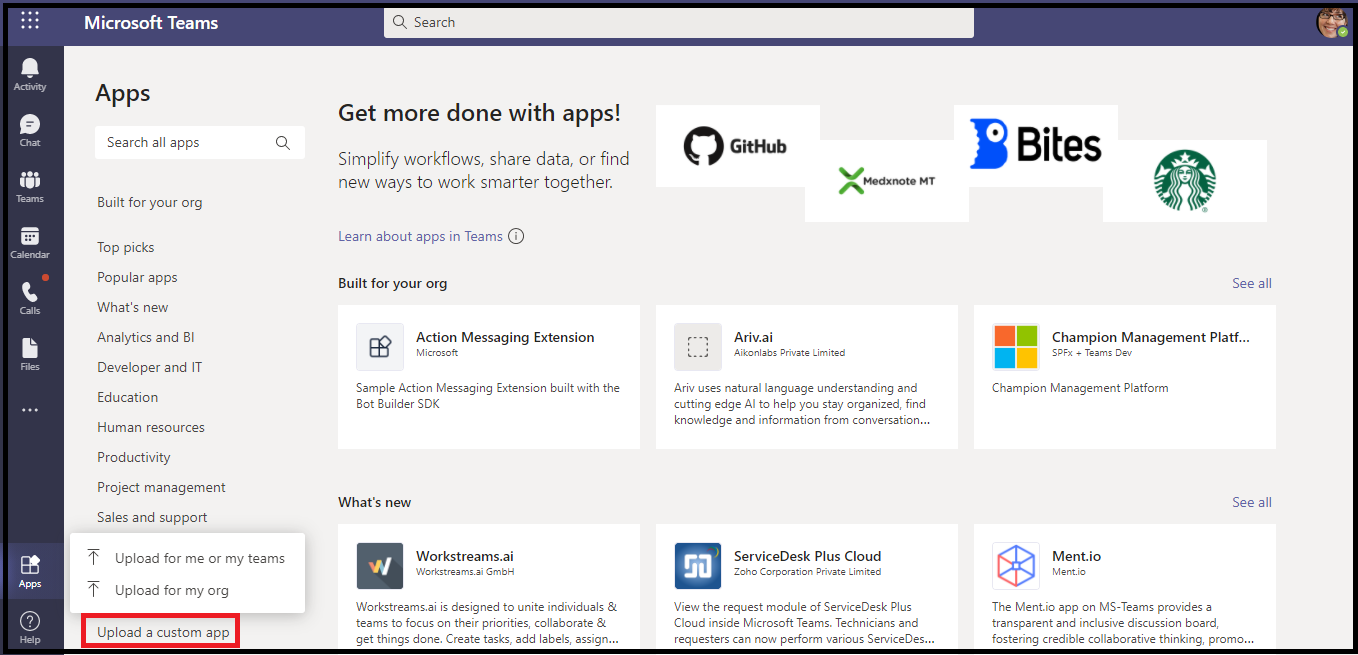 Microsoft Teams
Search
Activity
Chat
Teams
Calendar
Calls
Files
Apps
Help
Apps
Search all apps
Built for your org
Top picks
Popular apps
What's new
Analytics and BI
Developer and IT
Education
Human resources
Productivity
Project management
Sales and support
Upload for me or my teams
Upload for my org
Upload a custom app
Get more done with apps!
Simplify workflows, share data, or find
new ways to work smarter together.
Learn about apps in Teams
GitHub
Medxnote MT
Bites
Built for your org
See all
Action Messaging Extension
Microsoft
Sample Action Messaging Extension built with the
Bot Builder SDK
Ariv.ai
Aikonlabs Private Limited
Ariv uses natural language understanding and
cutting edge AI to help you stay organized, find
knowledge and information from conversation...
Champion Management Platf...
SPFx + Teams Dev
Champion Management Platform
What's new
See all
Workstreams.ai
Workstreams.ai GmbH
Workstreams.ai is designed to unite individuals &
teams to focus on their priorities, collaborate &
get things done. Create tasks, add labels, assign...
ServiceDesk Plus Cloud
Zoho Corporation Private Limited
View the request module of ServiceDesk Plus
Cloud inside Microsoft Teams. Technicians and
requesters can now perform various ServiceDes...
Ment.io
Ment.io
The Ment.io app on MS-Teams provides a
transparent and inclusive discussion board,
fostering credible collaborative thinking, promo...